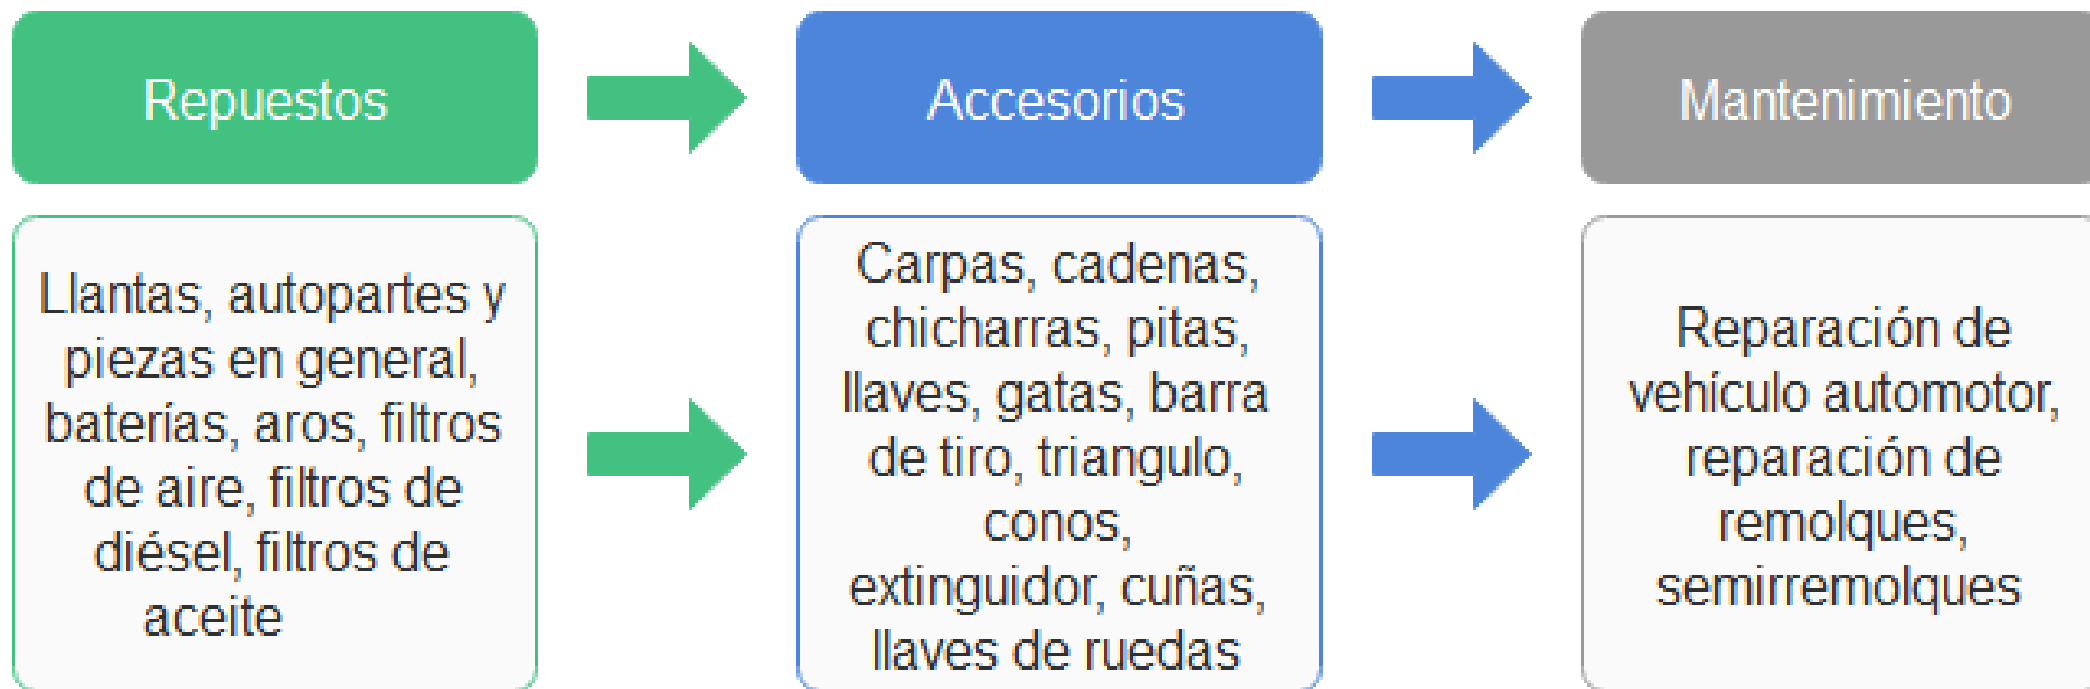 Repuestos
Accesorios
Mantenimiento
Llantas, autopartes y
piezas en general,
baterías, aros, filtros
de aire, filtros de
diésel, filtros de
aceite
Carpas, cadenas,
chicharras, pitas,
llaves, gatas, barra
de tiro, triangulo,
conos,
extinguidor, cuñas,
llaves de ruedas
Reparación de
vehículo automotor,
reparación de
remolques,
semirremolques